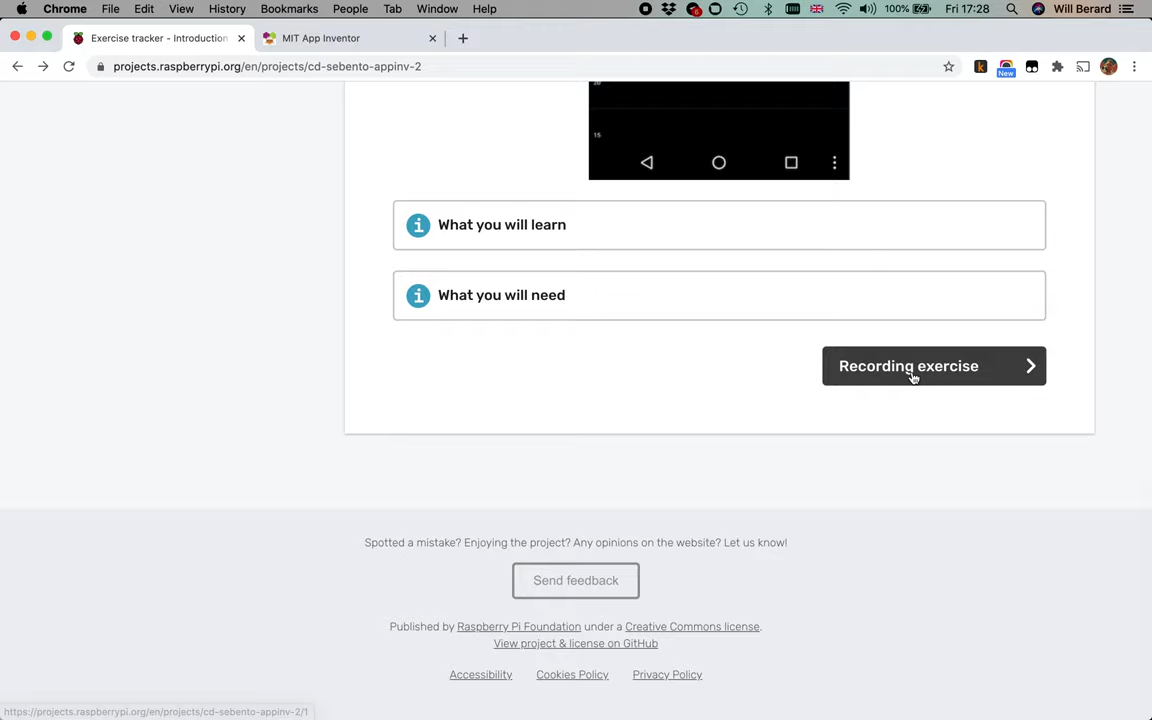 Chrome File Edit View History Bookmarks People Tab Window Help 6 100% Fri 17:28 Will Berard
Exercise tracker - Introduction MIT App Inventor
projects.raspberrypi.org/en/projects/cd-sebento-appinv-2 k New
15
What you will learn
What you will need
Recording exercise
Spotted a mistake? Enjoying the project? Any opinions on the website? Let us know!
Send feedback
Published by Raspberry Pi Foundation under a Creative Commons license.
View project & license on GitHub
Accessibility Cookies Policy Privacy Policy
https://projects.raspberrypi.org/en/projects/cd-sebento-appinv-2/1